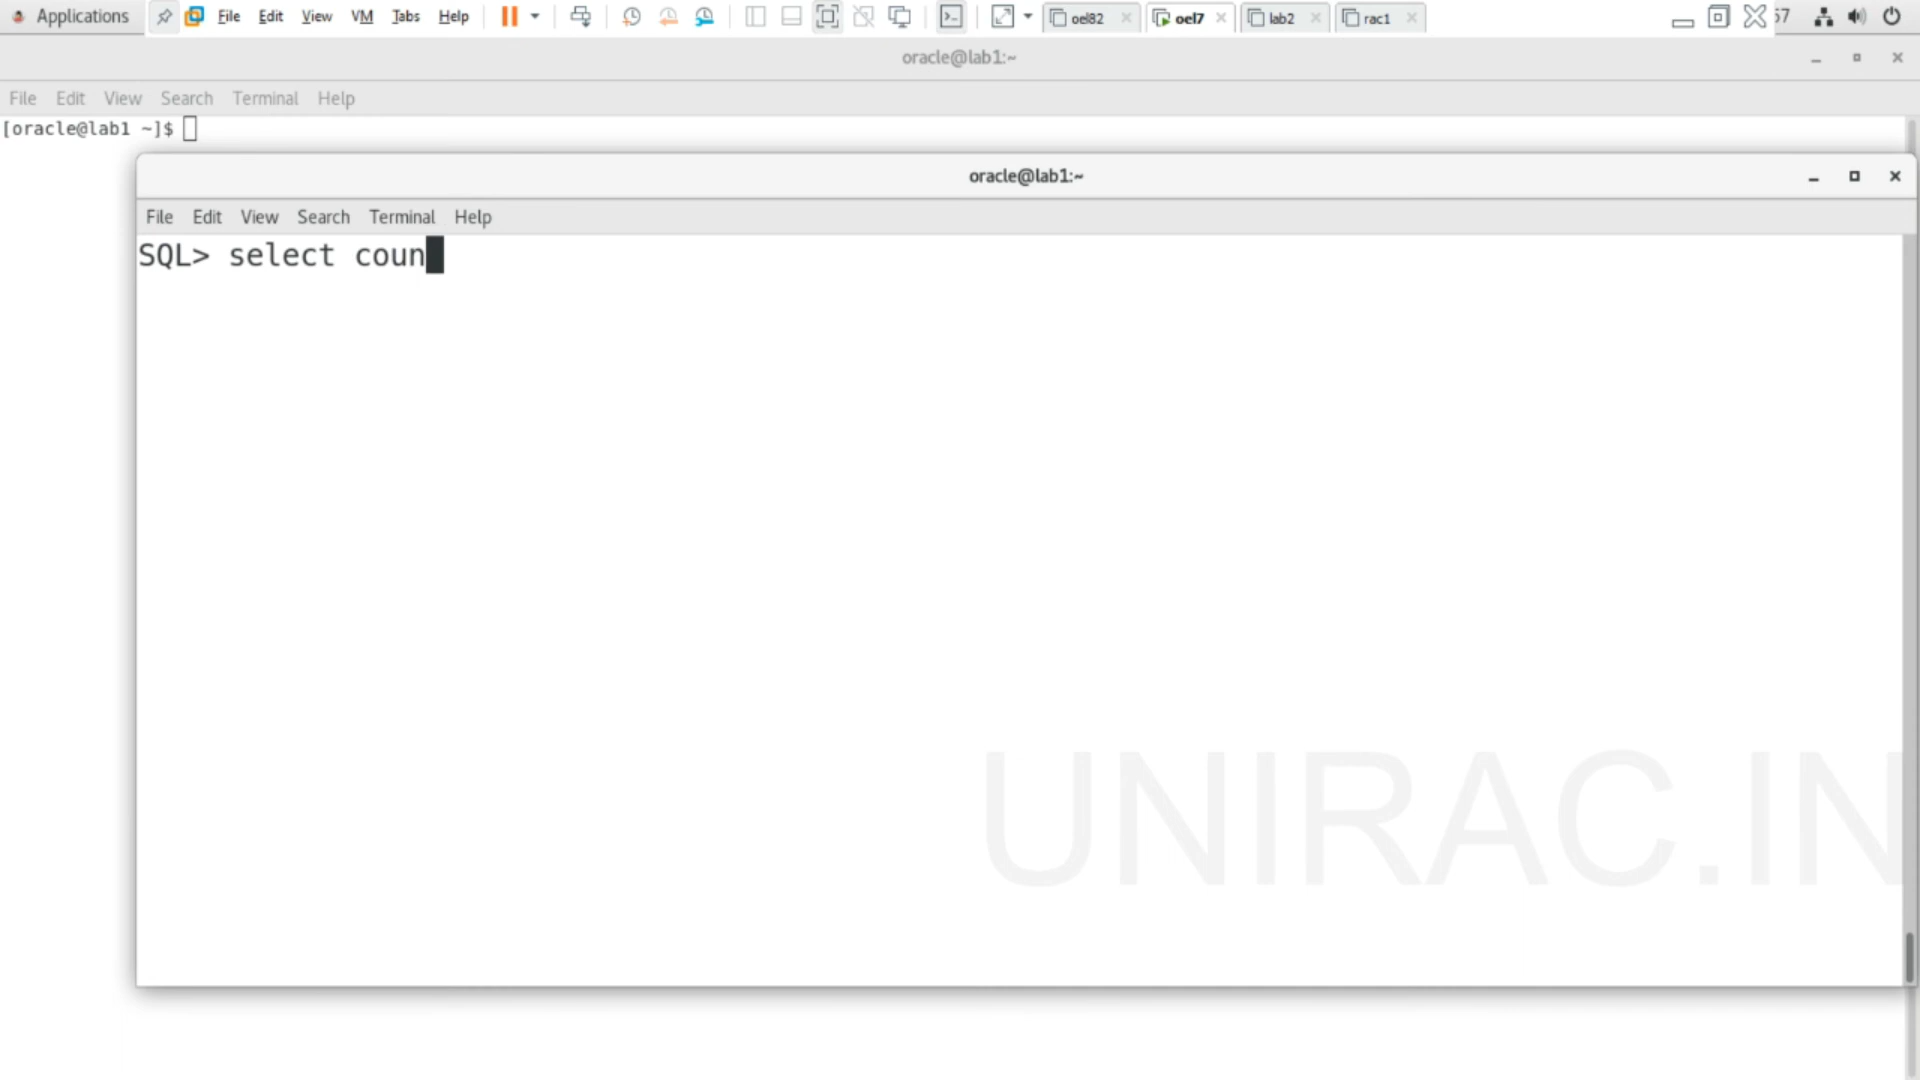 Applications File Edit View VM Tabs Help oel82 oel7 lab2 rac1 57
oracle@lab1:~
File Edit View Search Terminal Help
[oracle@lab1 ~]$
oracle@lab1:~
File Edit View Search Terminal Help
SQL> select coun
UNIRAC.IN